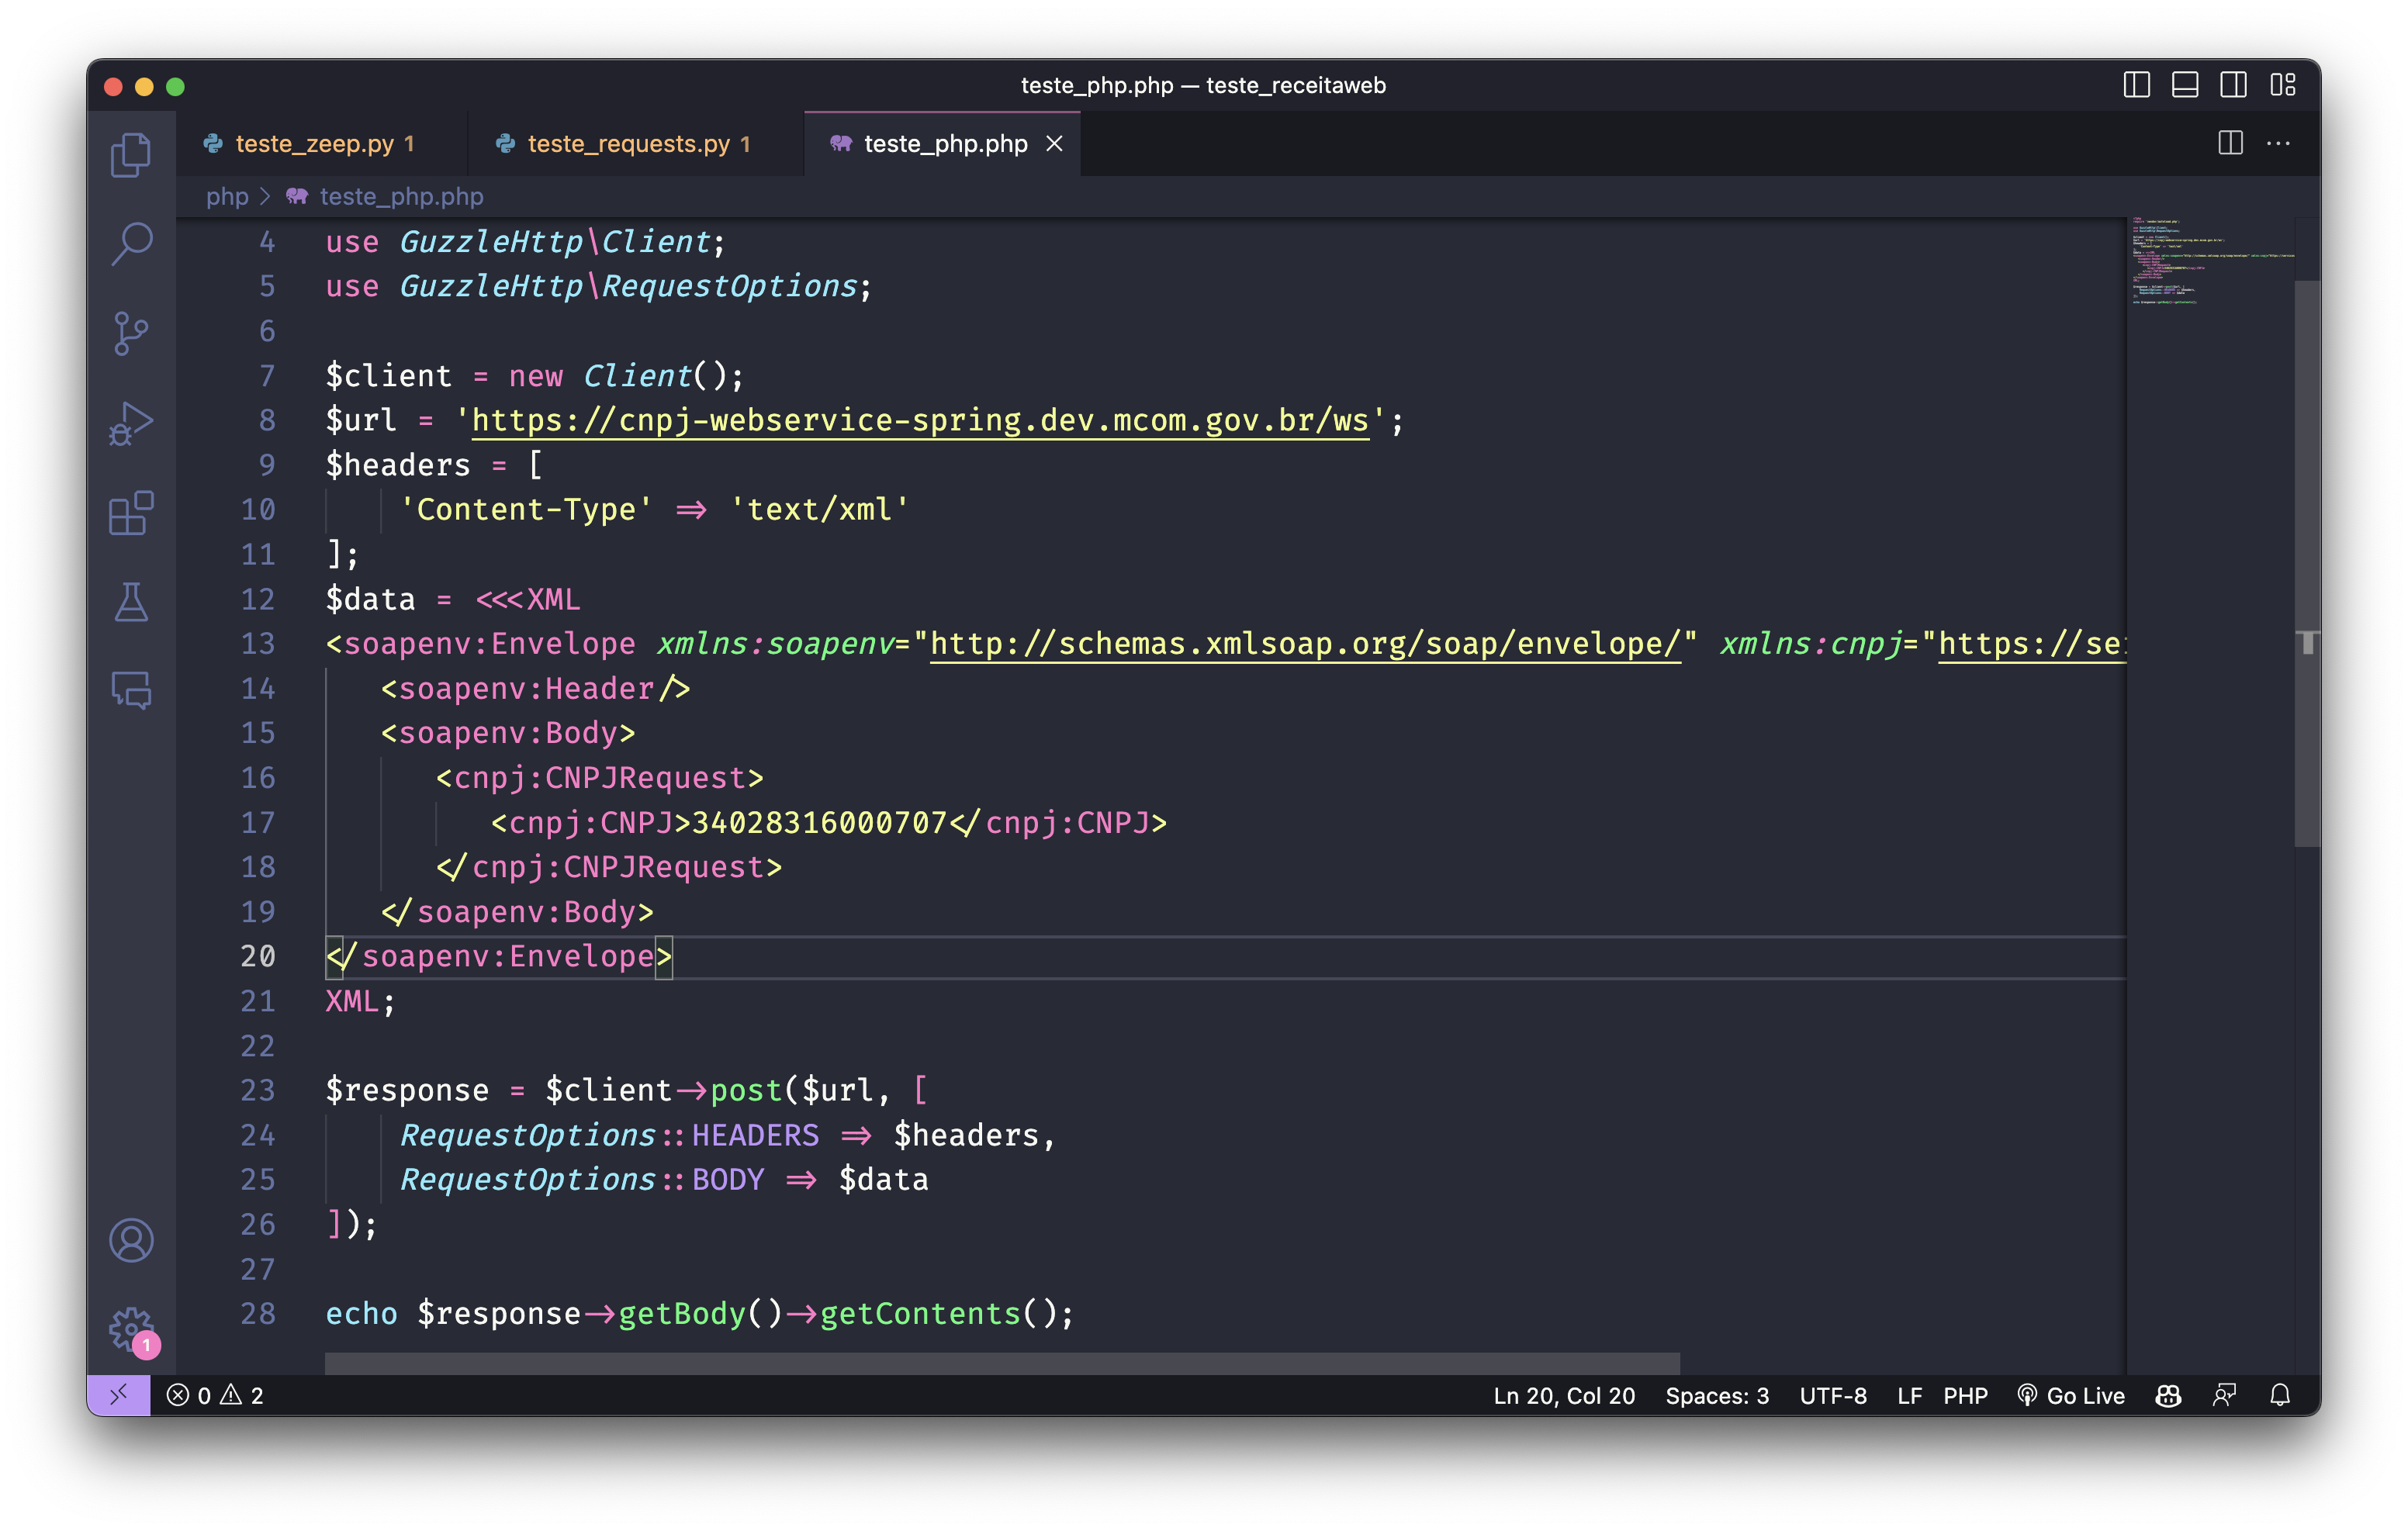 teste_php.php — teste_receitaweb
teste_zeep.py 1
teste_requests.py 1
teste_php.php
php > teste_php.php
4 use GuzzleHttp\Client;
5 use GuzzleHttp\RequestOptions;
6
7 $client = new Client();
8 $url = 'https://cnpj-webservice-spring.dev.mcom.gov.br/ws';
9 $headers = [
10 'Content-Type' => 'text/xml'
11 ];
12 $data = <<<XML
13 <soapenv:Envelope xmlns:soapenv="http://schemas.xmlsoap.org/soap/envelope/" xmlns:cnpj="https://se
14 <soapenv:Header/>
15 <soapenv:Body>
16 <cnpj:CNPJRequest>
17 <cnpj:CNPJ>34028316000707</cnpj:CNPJ>
18 </cnpj:CNPJRequest>
19 </soapenv:Body>
20 </soapenv:Envelope>
21 XML;
22
23 $response = $client->post($url, [
24 RequestOptions::HEADERS => $headers,
25 RequestOptions::BODY => $data
26 ]);
27
28 echo $response->getBody()->getContents();
1
0 2 Ln 20, Col 20 Spaces: 3 UTF-8 LF PHP Go Live